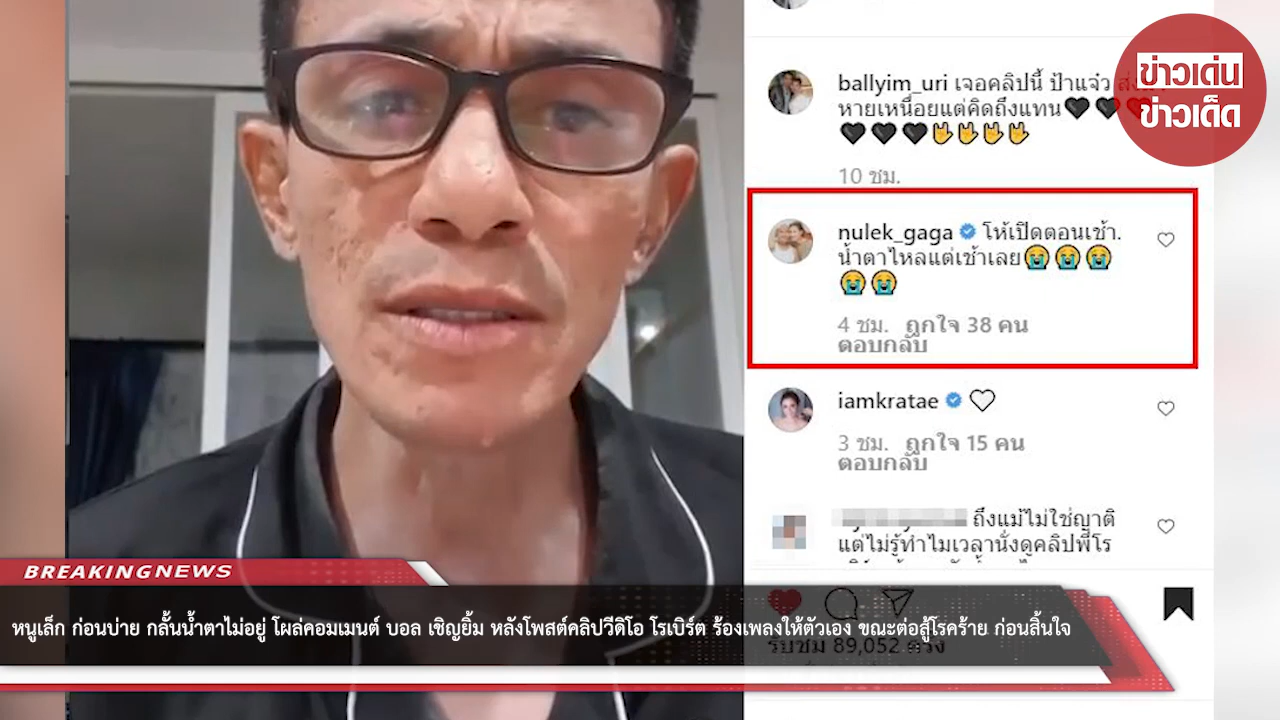 ballyim_uri เจอคลิปนี้ ป้าแจ๋ว
หายเหนื่อยแต่คิดถึงแทน🖤🖤
🖤🖤🖤🤟🤟🤟🤟
10 ชม.
nulek_gaga โห้เปิดตอนเช้า.
น้ำตาไหลแต่เช้าเลย😭😭😭
😭😭
4 ชม. ถูกใจ 38 คน
ตอบกลับ
iamkratae 🤍
3 ชม. ถูกใจ 15 คน
ตอบกลับ
ถึงแม้ไม่ใช่ญาติ
แต่ไม่รู้ทำไมเวลานั่งดูคลิปพี่โร
รับชม 89,052 ครั้ง
ข่าวเด่น
ข่าวเด็ด
BREAKINGNEWS
หนูเล็ก ก่อนบ่าย กลั้นน้ำตาไม่อยู่ โผล่คอมเมนต์ บอล เชิญยิ้ม หลังโพสต์คลิปวีดิโอ โรเบิร์ต ร้องเพลงให้ตัวเอง ขณะต่อสู้โรคร้าย ก่อนสิ้นใจ